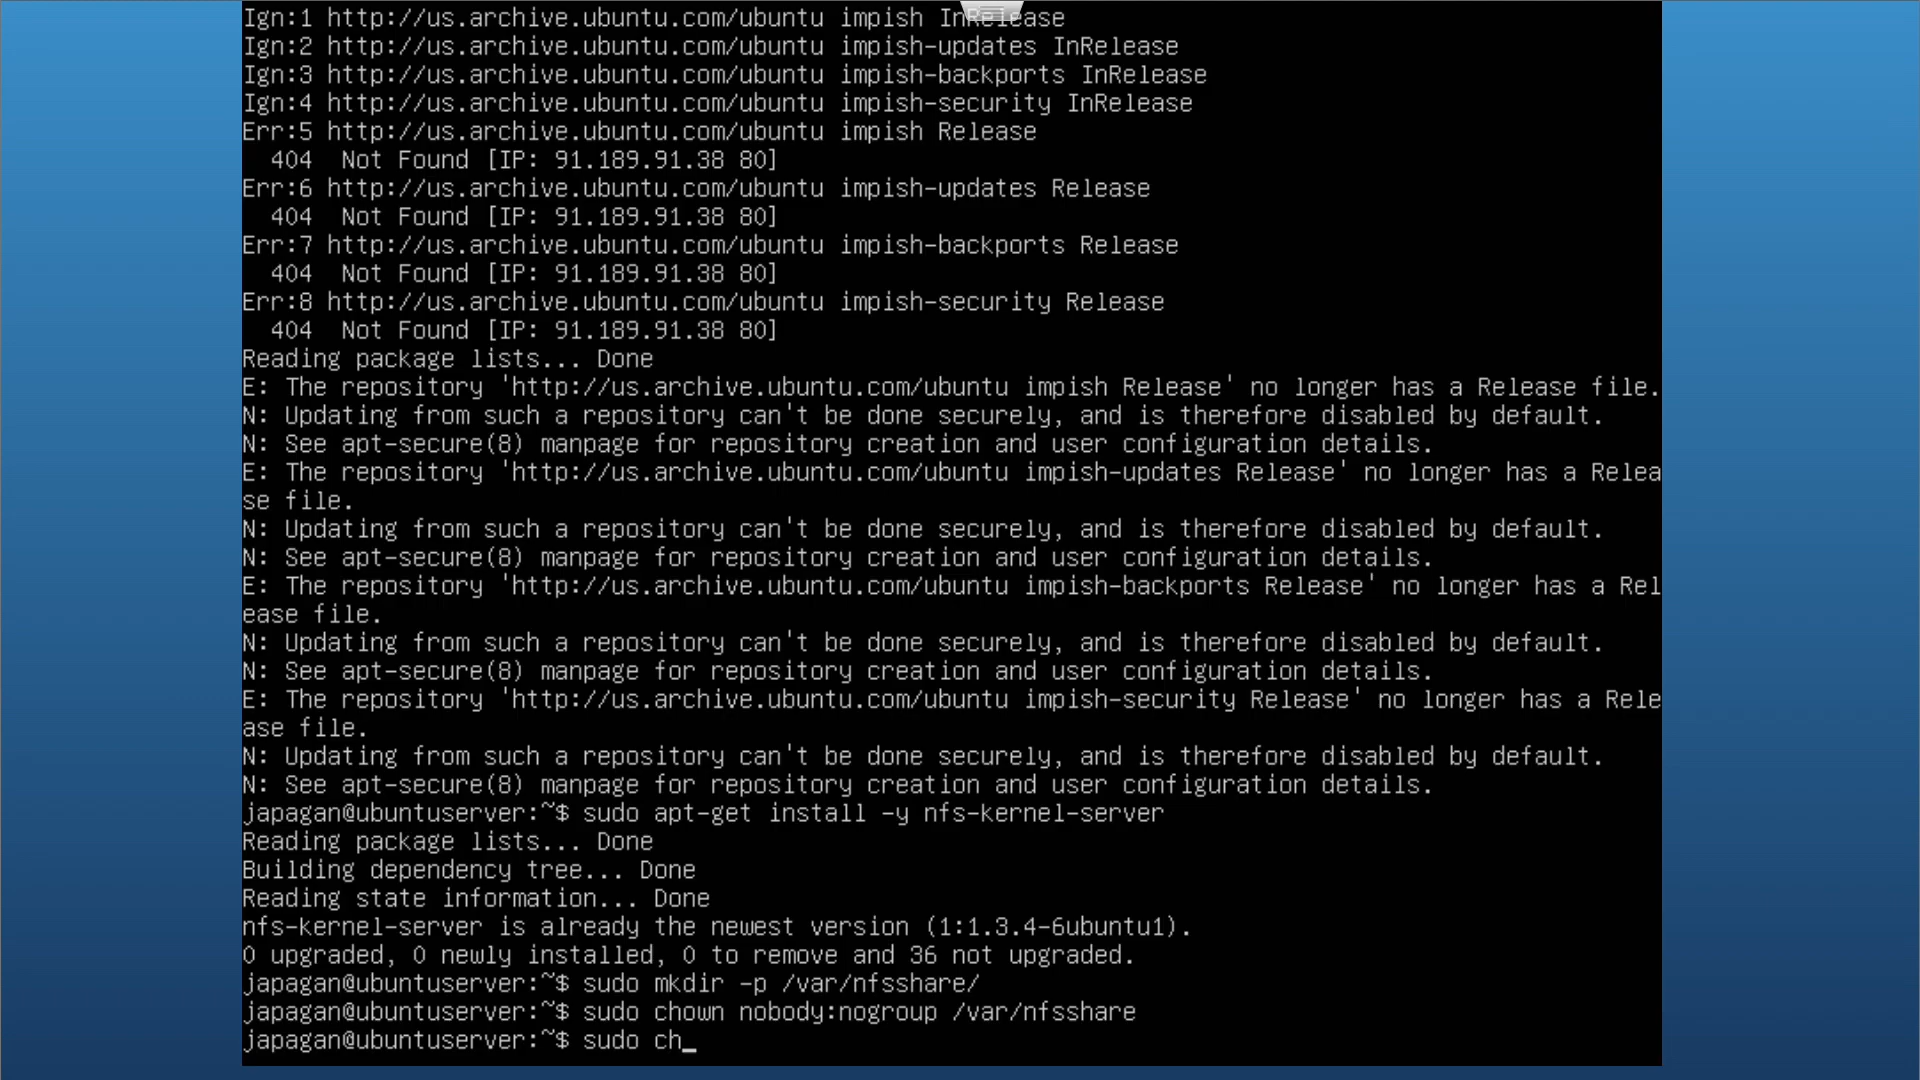 Ign:1 http://us.archive.ubuntu.com/ubuntu impish InRelease
Ign:2 http://us.archive.ubuntu.com/ubuntu impish-updates InRelease
Ign:3 http://us.archive.ubuntu.com/ubuntu impish-backports InRelease
Ign:4 http://us.archive.ubuntu.com/ubuntu impish-security InRelease
Err:5 http://us.archive.ubuntu.com/ubuntu impish Release
  404  Not Found [IP: 91.189.91.38 80]
Err:6 http://us.archive.ubuntu.com/ubuntu impish-updates Release
  404  Not Found [IP: 91.189.91.38 80]
Err:7 http://us.archive.ubuntu.com/ubuntu impish-backports Release
  404  Not Found [IP: 91.189.91.38 80]
Err:8 http://us.archive.ubuntu.com/ubuntu impish-security Release
  404  Not Found [IP: 91.189.91.38 80]
Reading package lists... Done
E: The repository 'http://us.archive.ubuntu.com/ubuntu impish Release' no longer has a Release file.
N: Updating from such a repository can't be done securely, and is therefore disabled by default.
N: See apt-secure(8) manpage for repository creation and user configuration details.
E: The repository 'http://us.archive.ubuntu.com/ubuntu impish-updates Release' no longer has a Relea
se file.
N: Updating from such a repository can't be done securely, and is therefore disabled by default.
N: See apt-secure(8) manpage for repository creation and user configuration details.
E: The repository 'http://us.archive.ubuntu.com/ubuntu impish-backports Release' no longer has a Rel
ease file.
N: Updating from such a repository can't be done securely, and is therefore disabled by default.
N: See apt-secure(8) manpage for repository creation and user configuration details.
E: The repository 'http://us.archive.ubuntu.com/ubuntu impish-security Release' no longer has a Rele
ase file.
N: Updating from such a repository can't be done securely, and is therefore disabled by default.
N: See apt-secure(8) manpage for repository creation and user configuration details.
japagan@ubuntuserver:~$ sudo apt-get install -y nfs-kernel-server
Reading package lists... Done
Building dependency tree... Done
Reading state information... Done
nfs-kernel-server is already the newest version (1:1.3.4-6ubuntu1).
0 upgraded, 0 newly installed, 0 to remove and 36 not upgraded.
japagan@ubuntuserver:~$ sudo mkdir -p /var/nfsshare/
japagan@ubuntuserver:~$ sudo chown nobody:nogroup /var/nfsshare
japagan@ubuntuserver:~$ sudo ch_